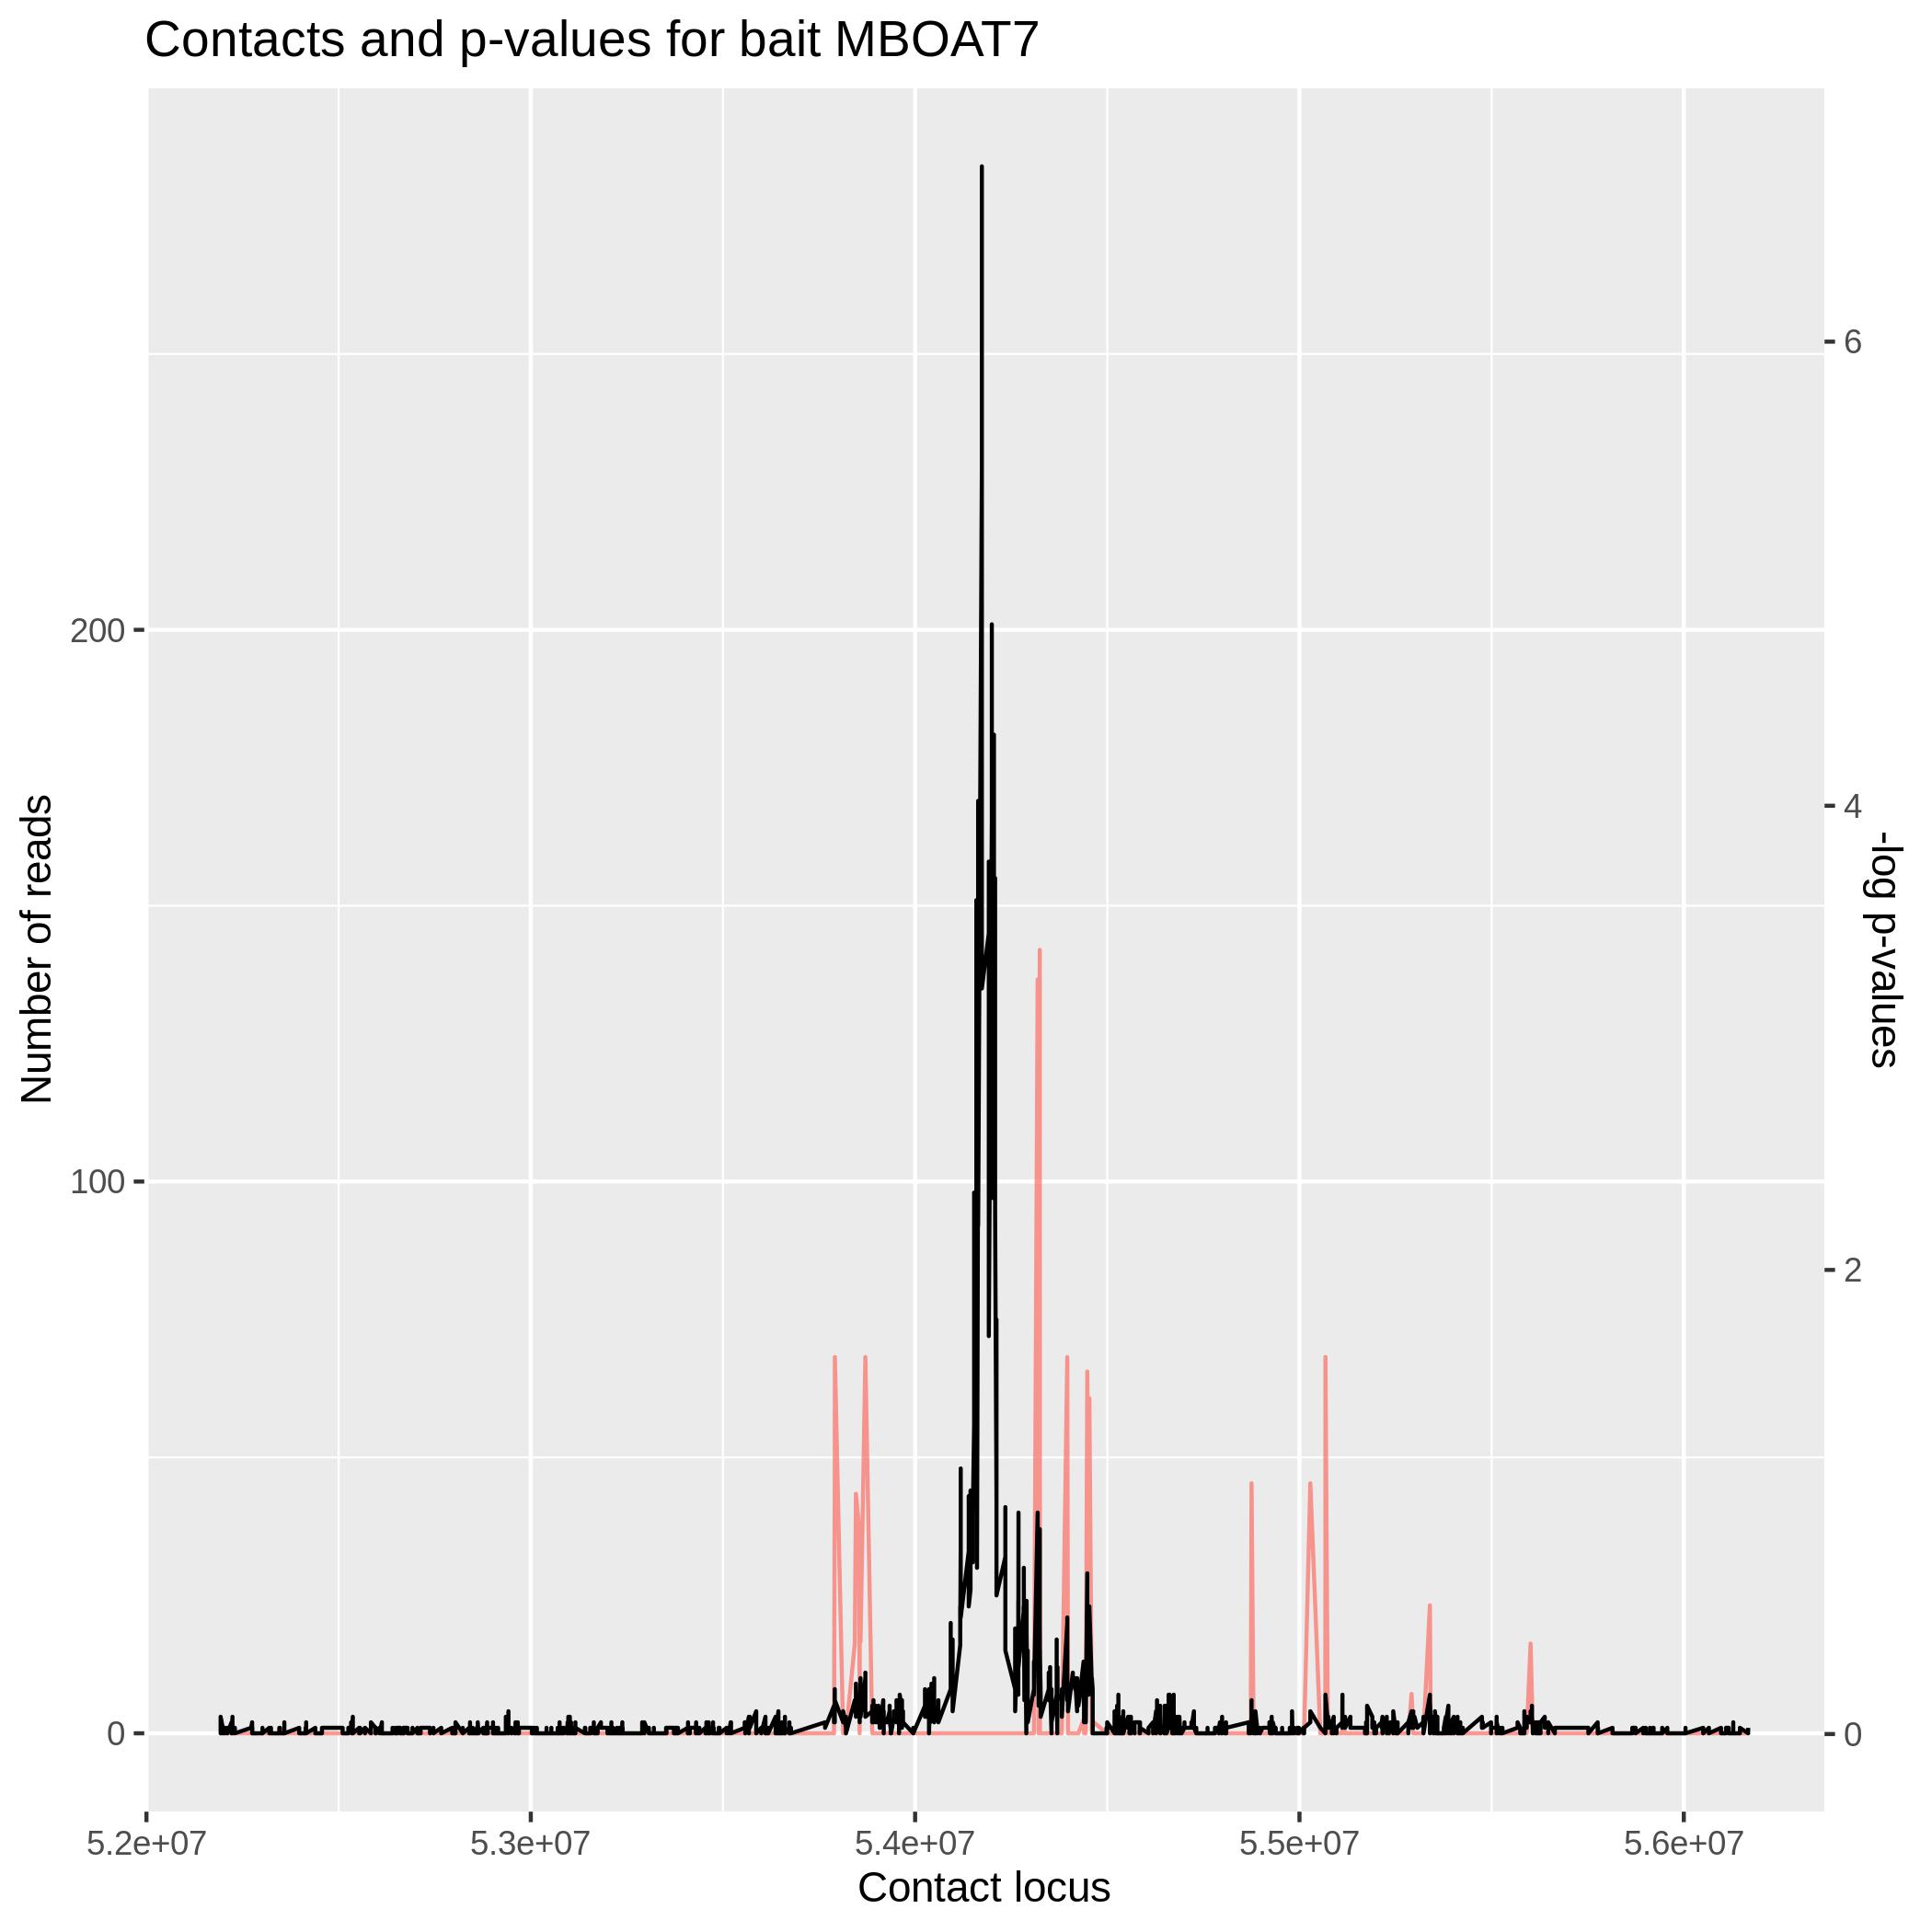 Contacts and p-values for bait MBOAT7
Number of reads
200
100
0
6
4
2
0
-log p-values
5.2e+07
5.3e+07
5.4e+07
5.5e+07
5.6e+07
Contact locus